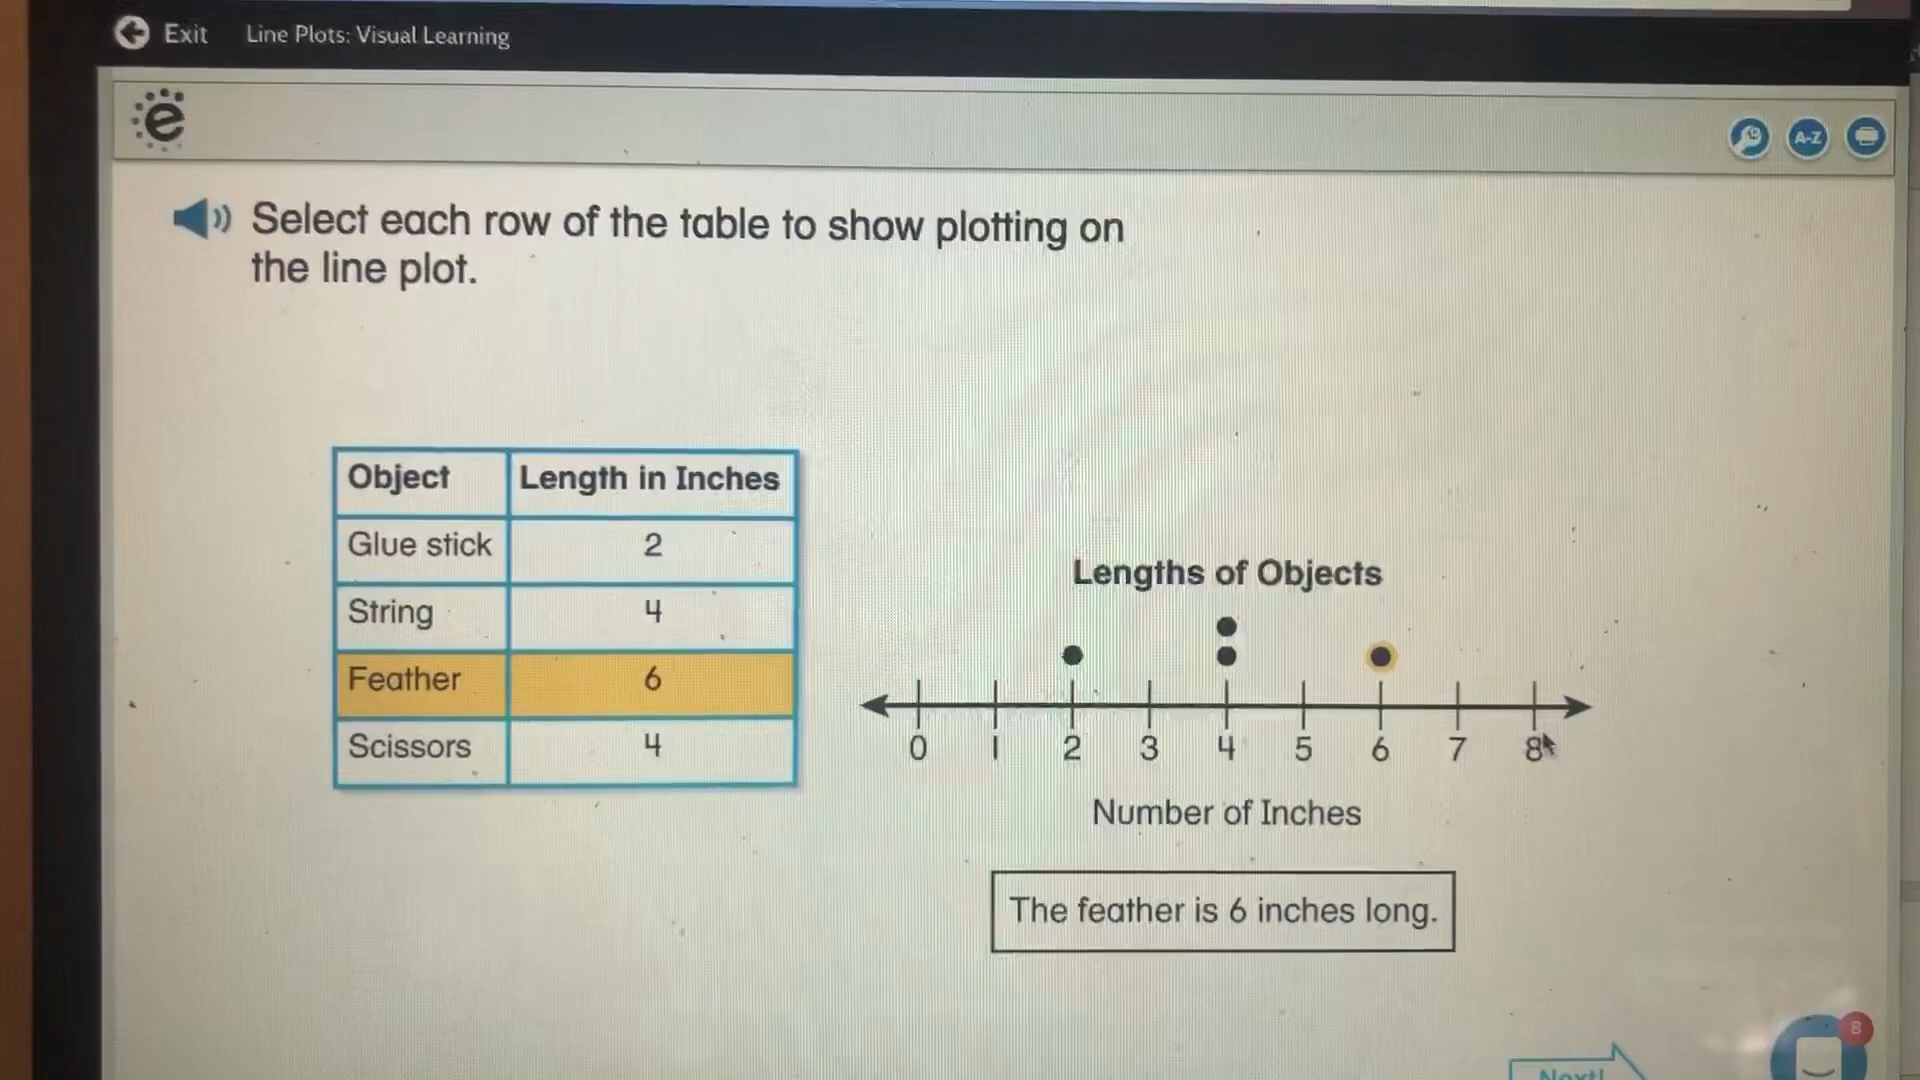 Exit Line Plots: Visual Learning
e
A-Z
Select each row of the table to show plotting on
the line plot.
Object Length in Inches
Glue stick 2
String 4
Feather 6
Scissors 4
Lengths of Objects
0 1 2 3 4 5 6 7 8
Number of Inches
The feather is 6 inches long.
8
Next!